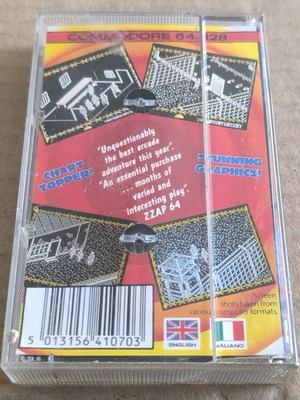 COMMODORE 64/128
"Unquestionably
the best arcade
adventure this year."
"An essential purchase
... months of
varied and
interesting play."
ZZAP 64
CHART
TOPPER!
STUNNING
GRAPHICS!
Screen
shots taken from
various computer formats.
5 013156 410703
ENGLISH
ITALIANO